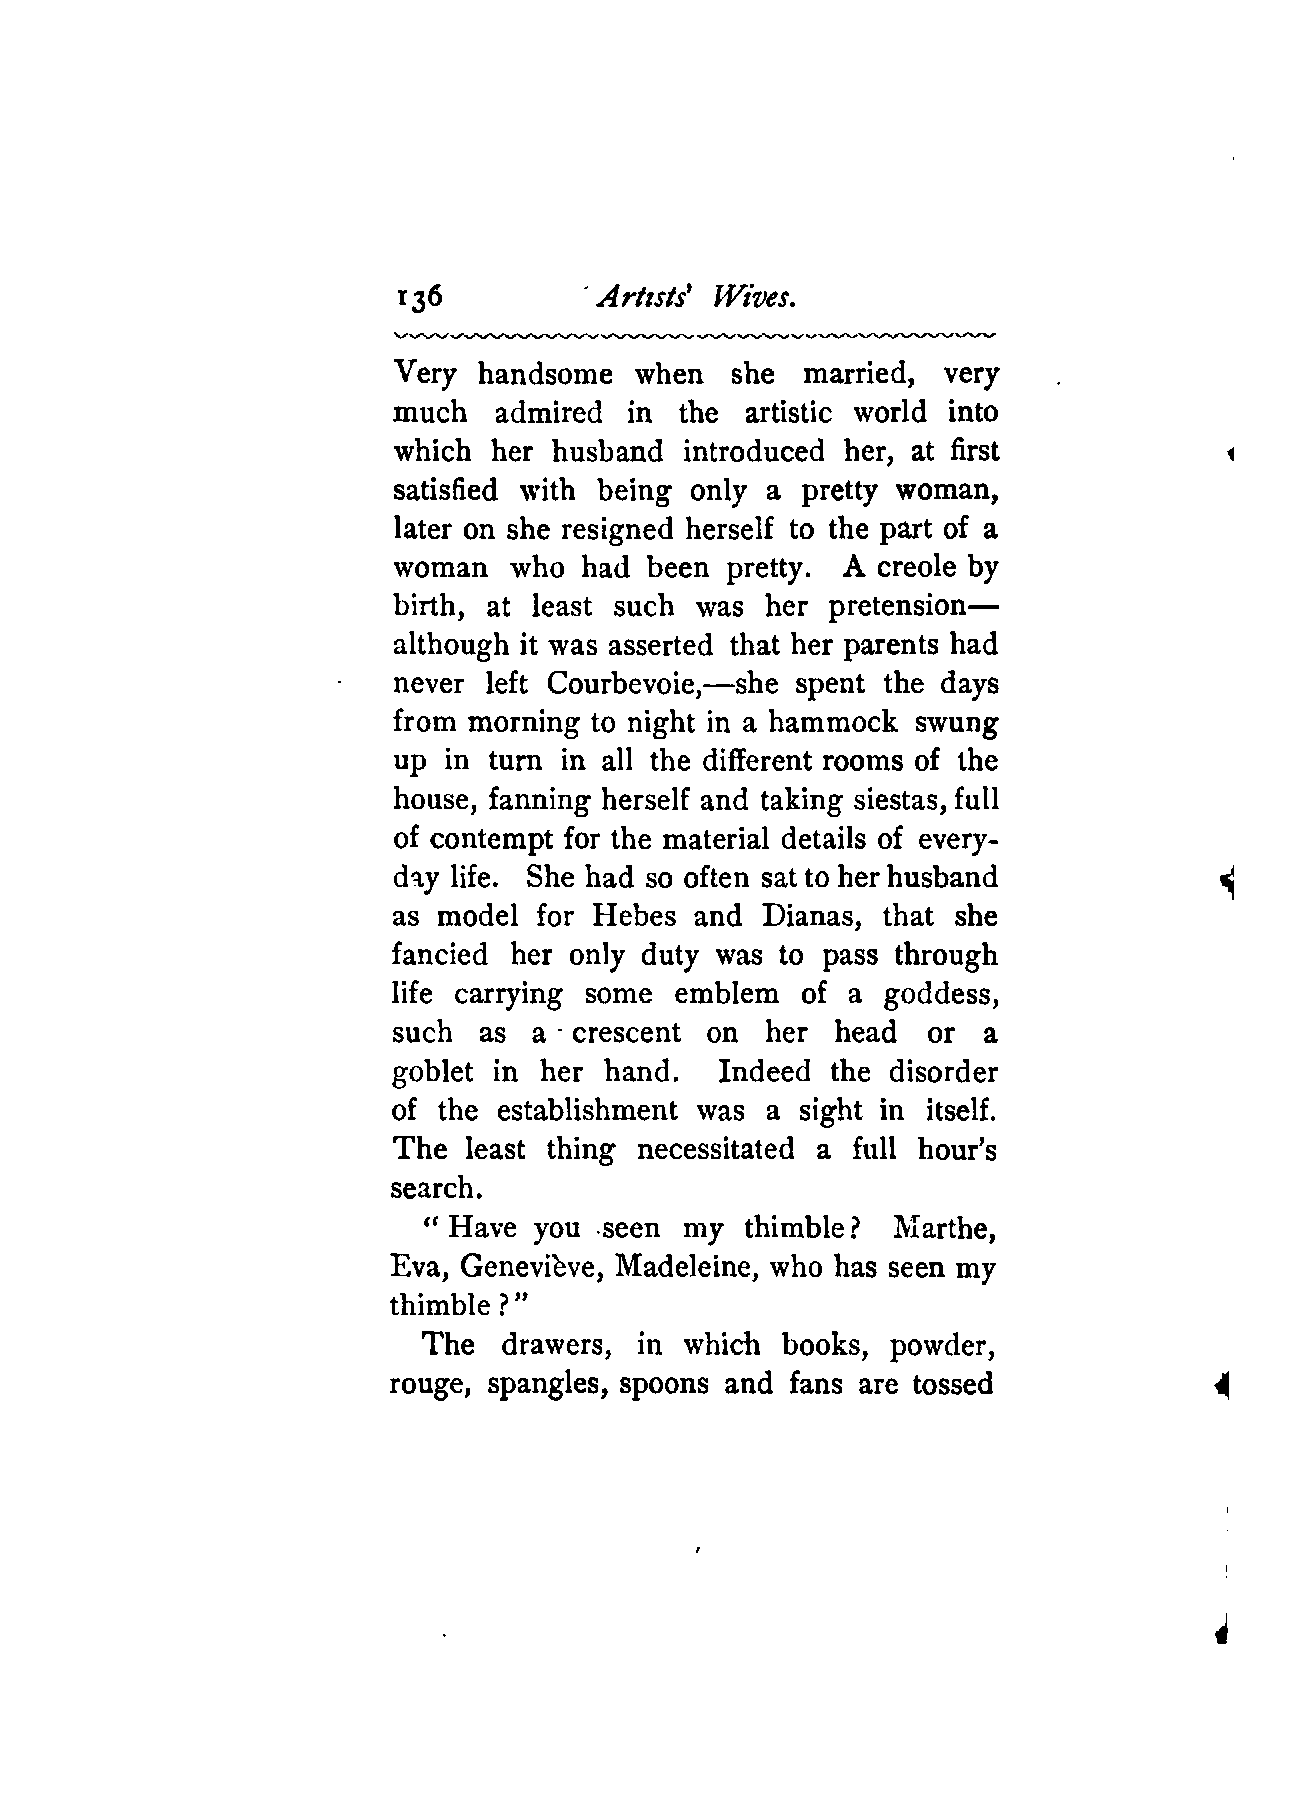 136 Artists' Wives.
Very handsome when she married, very
much admired in the artistic world into
which her husband introduced her, at first
satisfied with being only a pretty woman,
later on she resigned herself to the part of a
woman who had been pretty. A creole by
birth, at least such was her pretension—
although it was asserted that her parents had
never left Courbevoie,—she spent the days
from morning to night in a hammock swung
up in turn in all the different rooms of the
house, fanning herself and taking siestas, full
of contempt for the material details of every-
day life. She had so often sat to her husband
as model for Hebes and Dianas, that she
fancied her only duty was to pass through
life carrying some emblem of a goddess,
such as a crescent on her head or a
goblet in her hand. Indeed the disorder
of the establishment was a sight in itself.
The least thing necessitated a full hour's
search.
"Have you seen my thimble? Marthe,
Eva, Geneviève, Madeleine, who has seen my
thimble?"
The drawers, in which books, powder,
rouge, spangles, spoons and fans are tossed